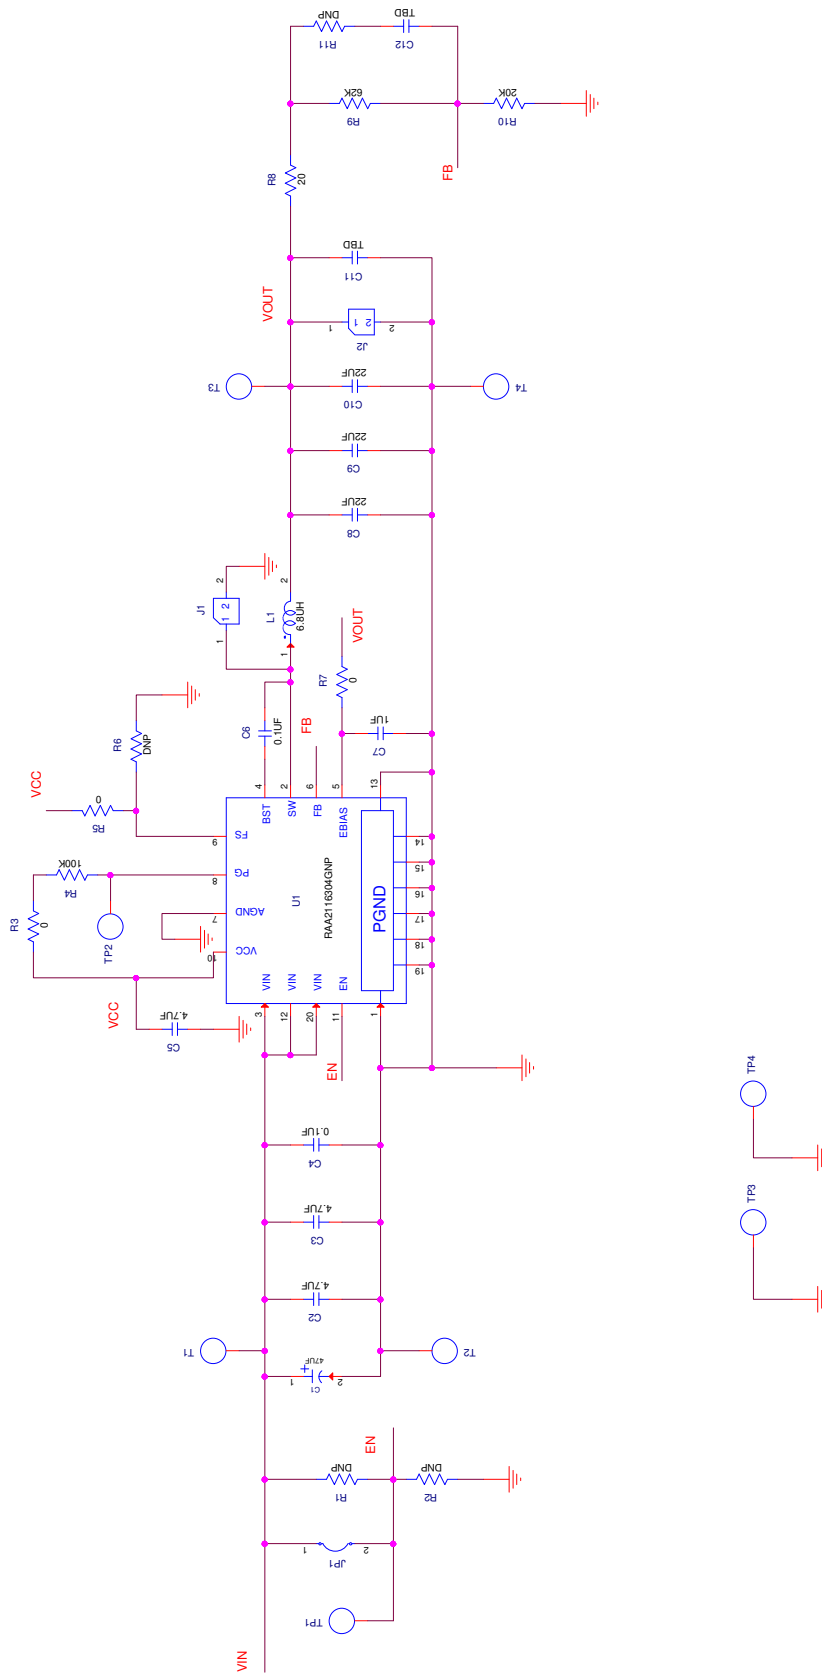 DNP
R11
TBD
C12
62K
R9
20K
R10
FB
R8
20
TBD
C11
VOUT
1
1 2
2
J2
T3
22UF
C10
T4
22UF
C9
22UF
C8
2
J1
1 2
1
2
L1
6.8UH
1
VOUT
R7
0
R6
DNP
C6
0.1UF
FB
1UF
C7
VCC
0
R5
4
2
6
5
13
BST
SW
FB
EBIAS
9
FS
14
100K
R4
8
PG
15
R3
0
TP2
7
AGND
U1
RAA2116304GNP
PGND
16
17
10
VCC
18
19
VIN
VIN
VIN
EN
3
12
20
11
1
VCC
4.7UF
C5
EN
0.1UF
C4
4.7UF
C3
4.7UF
C2
T1
T2
1
+
47UF
C1
2
EN
DNP
R1
DNP
R2
1
JP1
2
TP1
VIN
TP4
TP3